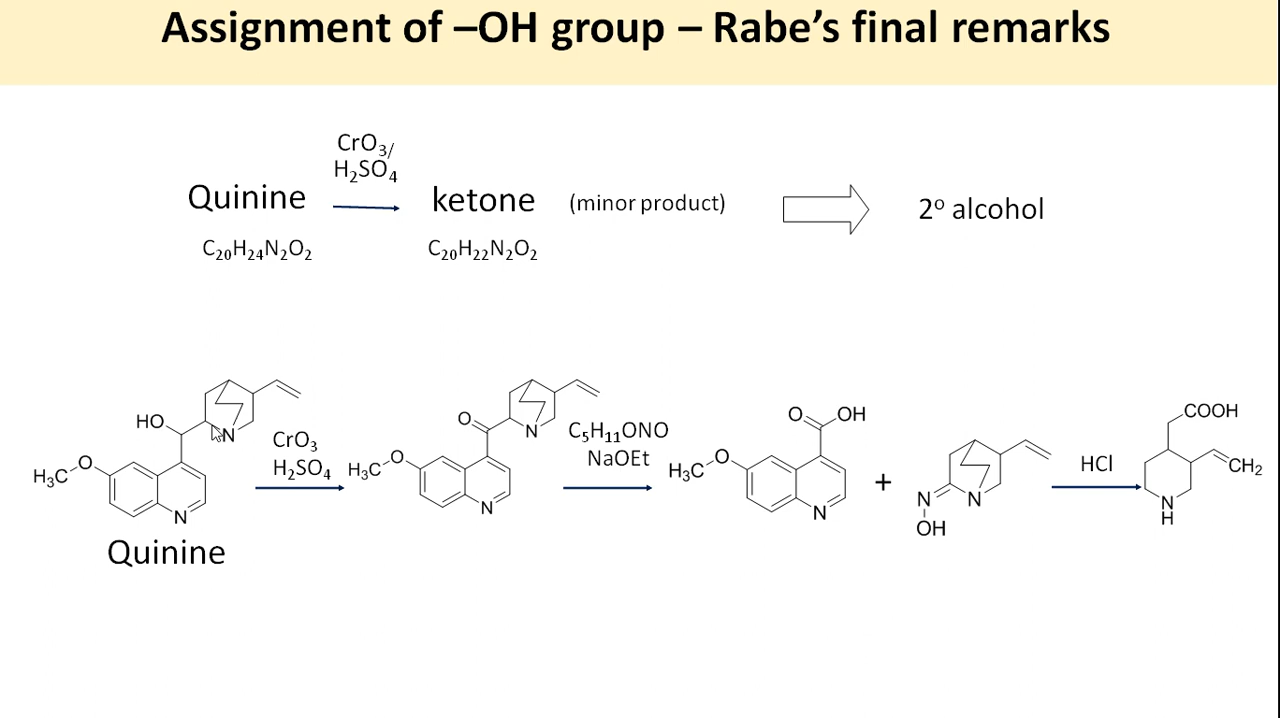 Assignment of –OH group – Rabe's final remarks
CrO₃/
H₂SO₄
Quinine
ketone
(minor product)
2º alcohol
C₂₀H₂₄N₂O₂
C₂₀H₂₂N₂O₂
HO
N
O
H₃C
N
Quinine
CrO₃
H₂SO₄
O
N
O
H₃C
N
C₅H₁₁ONO
NaOEt
O
OH
O
H₃C
N
+
N
N
OH
HCl
COOH
CH₂
N
H